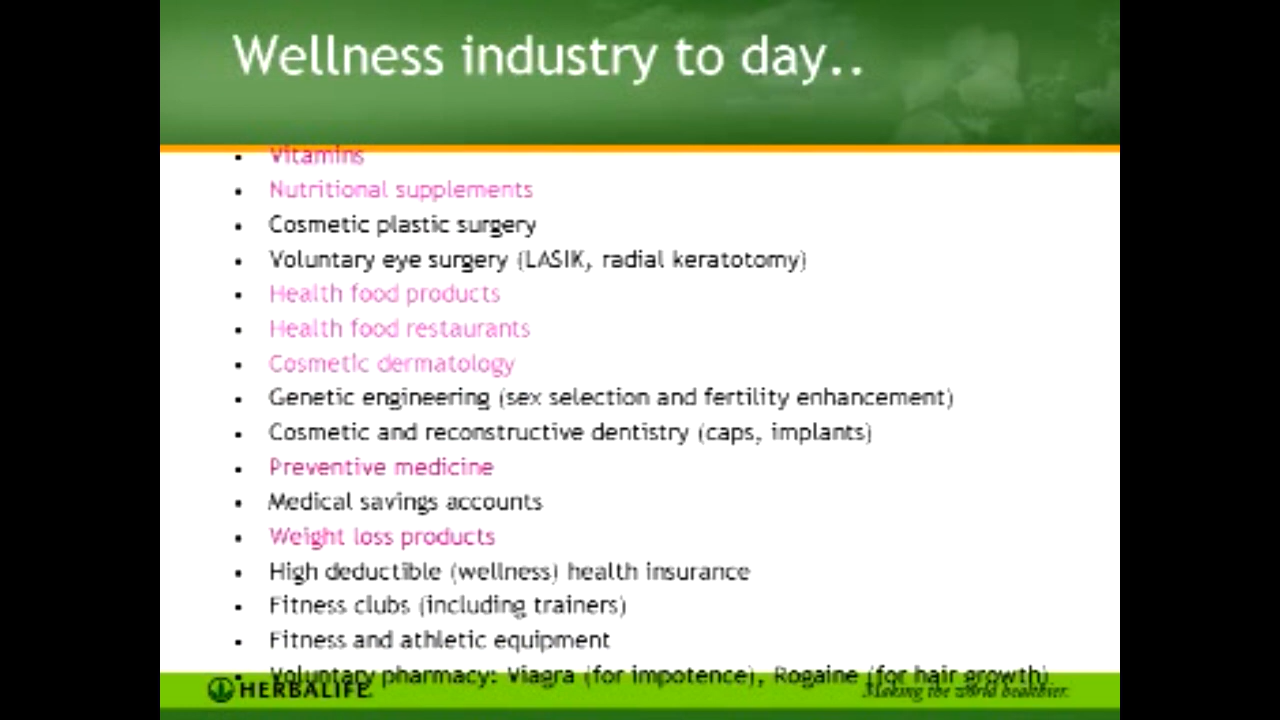 Wellness industry to day..
• Vitamins
• Nutritional supplements
• Cosmetic plastic surgery
• Voluntary eye surgery (LASIK, radial keratotomy)
• Health food products
• Health food restaurants
• Cosmetic dermatology
• Genetic engineering (sex selection and fertility enhancement)
• Cosmetic and reconstructive dentistry (caps, implants)
• Preventive medicine
• Medical savings accounts
• Weight loss products
• High deductible (wellness) health insurance
• Fitness clubs (including trainers)
• Fitness and athletic equipment
• Voluntary pharmacy: Viagra (for impotence), Rogaine (for hair growth)
HERBALIFE
Making the world healthier.